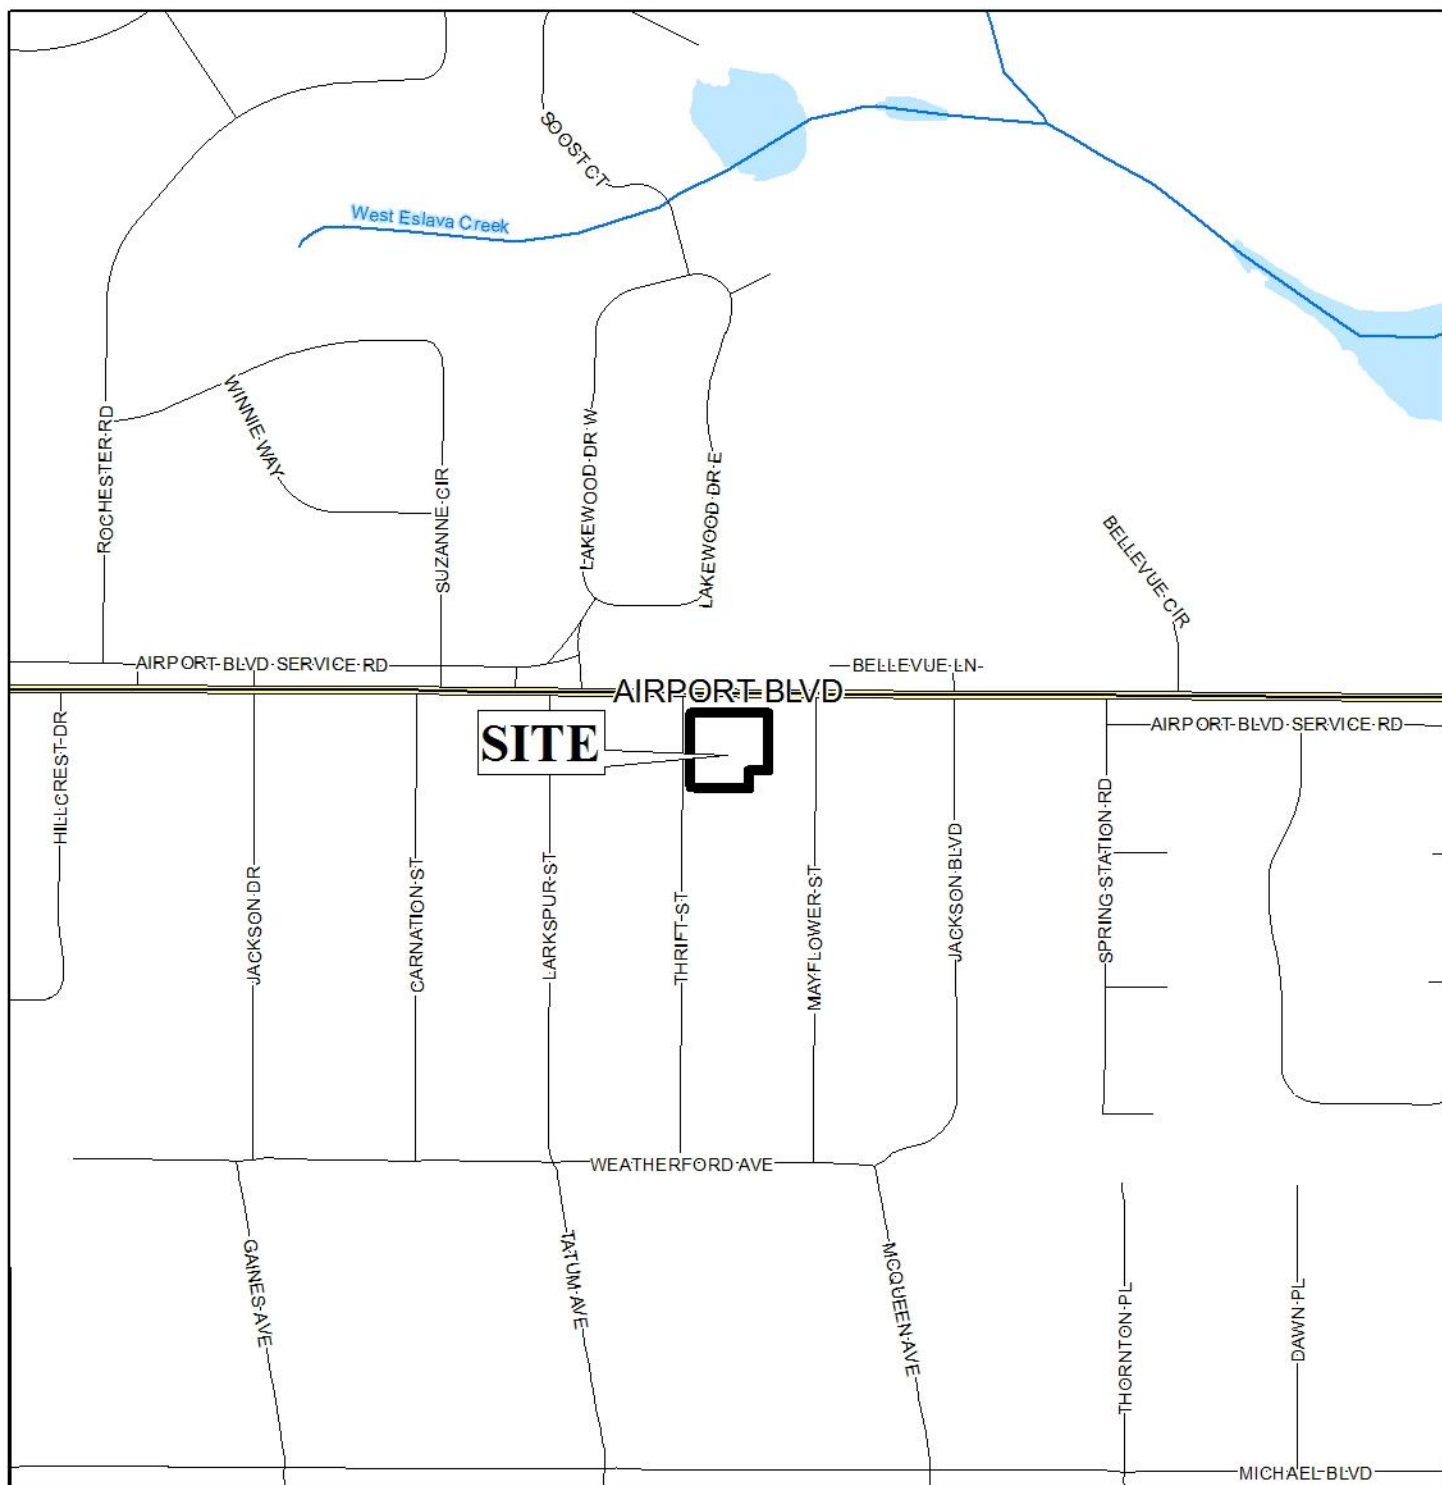 SOOST CT
West Eslava Creek
WINNIE WAY
ROCHESTER RD
SUZANNE CIR
LAKEWOOD DR W
LAKEWOOD DR E
BELLEVUE CIR
AIRPORT BLVD SERVICE RD
BELLEVUE LN
AIRPORT BLVD
AIRPORT BLVD SERVICE RD
SITE
HILLCREST DR
JACKSON DR
CARNATION ST
LARKSPUR ST
THRIFT ST
MAYFLOWER ST
JACKSON BLVD
SPRING STATION RD
WEATHERFORD AVE
GAINES AVE
TATUM AVE
MCQUEEN AVE
THORNTON PL
DAWN PL
MICHAEL BLVD